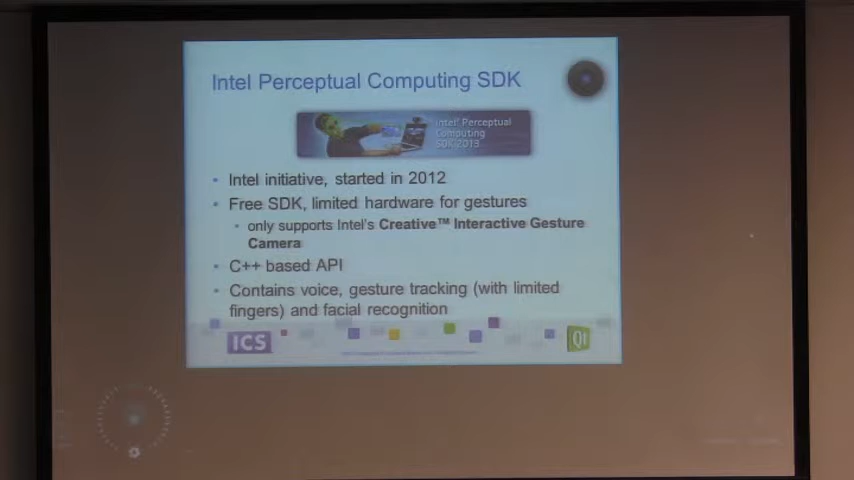 Intel Perceptual Computing SDK
Intel® Perceptual
Computing
SDK 2013
• Intel initiative, started in 2012
• Free SDK, limited hardware for gestures
• only supports Intel's Creative™ Interactive Gesture
Camera
• C++ based API
• Contains voice, gesture tracking (with limited
fingers) and facial recognition
ICS
Qt